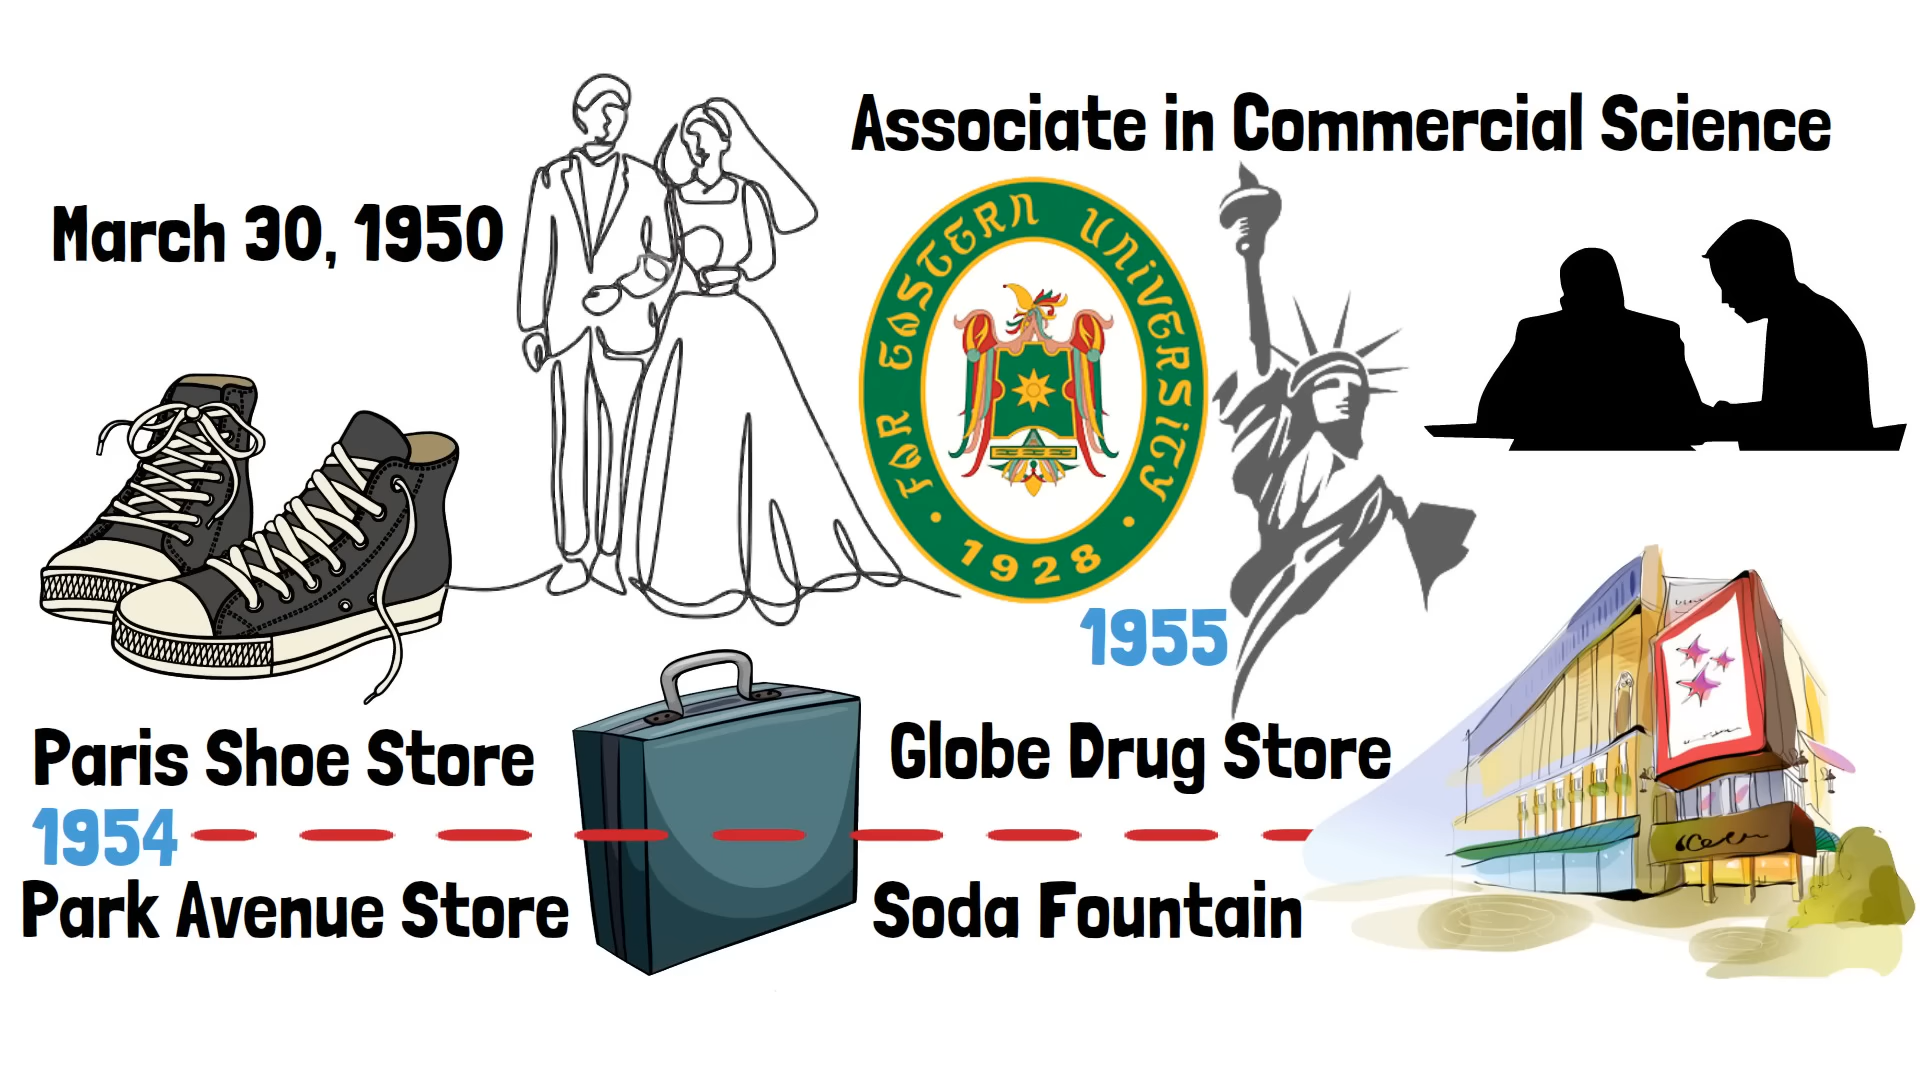 Associate in Commercial Science
March 30, 1950
FAR EASTERN UNIVERSITY
1928
1955
Paris Shoe Store
Globe Drug Store
1954
Park Avenue Store
Soda Fountain